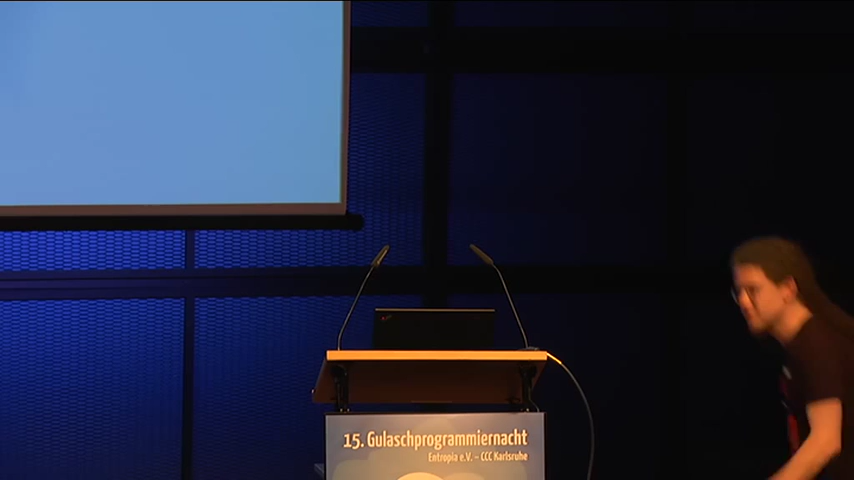 15. Gulaschprogrammiernacht
Entropia e.V. – CCC Karlsruhe